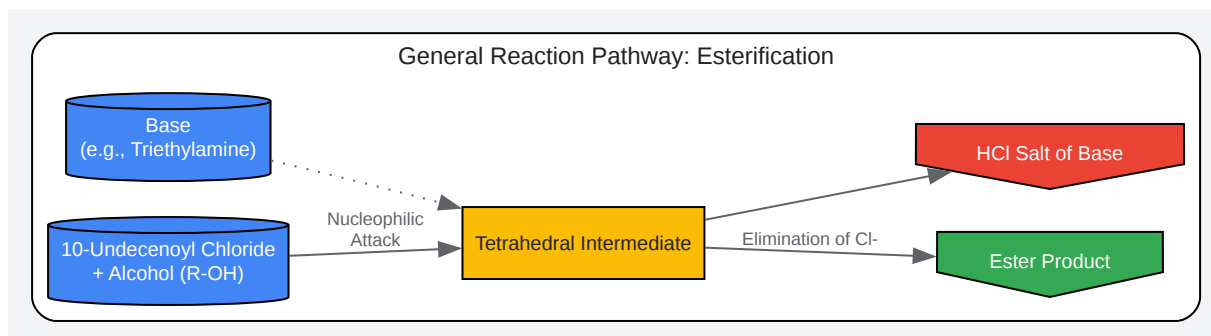 General Reaction Pathway: Esterification
Base
(e.g., Triethylamine)
10-Undecenoyl Chloride
+ Alcohol (R-OH)
Nucleophilic
Attack
Tetrahedral Intermediate
Elimination of Cl-
HCl Salt of Base
Ester Product